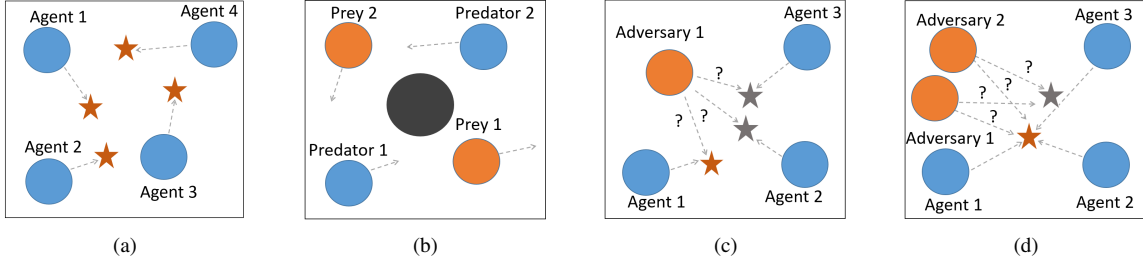 Agent 1
Agent 4
Agent 2
Agent 3
(a)
Prey 2
Predator 2
Prey 1
Predator 1
(b)
Agent 3
Adversary 1
?
?
?
Agent 1
Agent 2
(c)
Adversary 2
Agent 3
?
?
?
?
Adversary 1
Agent 1
Agent 2
(d)